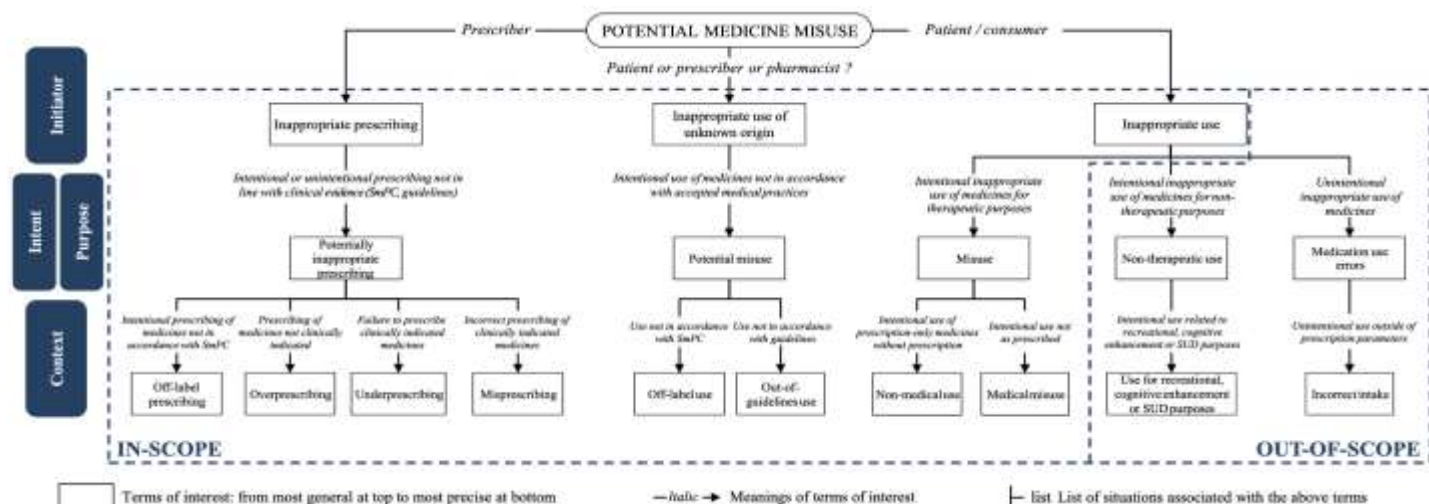 POTENTIAL MEDICINE MISUSE
Prescriber
Patient / consumer
Patient or prescriber or pharmacist ?
Initiator
Inappropriate prescribing
Inappropriate use of
unknown origin
Inappropriate use
Intent
Purpose
Intentional or unintentional prescribing not in
line with clinical evidence (SmPC, guidelines)
Intentional use of medicines not in accordance
with accepted medical practices
Intentional inappropriate
use of medicines for
therapeutic purposes
Intentional inappropriate
use of medicines for non-
therapeutic purposes
Unintentional
inappropriate use of
medicines
Potentially
inappropriate
prescribing
Potential misuse
Misuse
Non-therapeutic use
Medication use
errors
Context
Intentional prescribing of
medicines not in
accordance with SmPC
Prescribing of
medicines not clinically
indicated
Failure to prescribe
clinically indicated
medicines
Incorrect prescribing of
clinically indicated
medicines
Use not in accordance
with SmPC
Use not in accordance
with guidelines
Intentional use of
prescription-only medicines
without prescription
Intentional use not
as prescribed
Intentional use related to
recreational, cognitive
enhancement or SUD purposes
Unintentional use outside of
prescription parameters
Off-label
prescribing
Overprescribing
Underprescribing
Misprescribing
Off-label use
Out-of-
guidelines use
Non-medical use
Medical misuse
Use for recreational,
cognitive enhancement
or SUD purposes
Incorrect intake
IN-SCOPE
OUT-OF-SCOPE
Terms of interest: from most general at top to most precise at bottom
Italic
Meanings of terms of interest
list
List of situations associated with the above terms